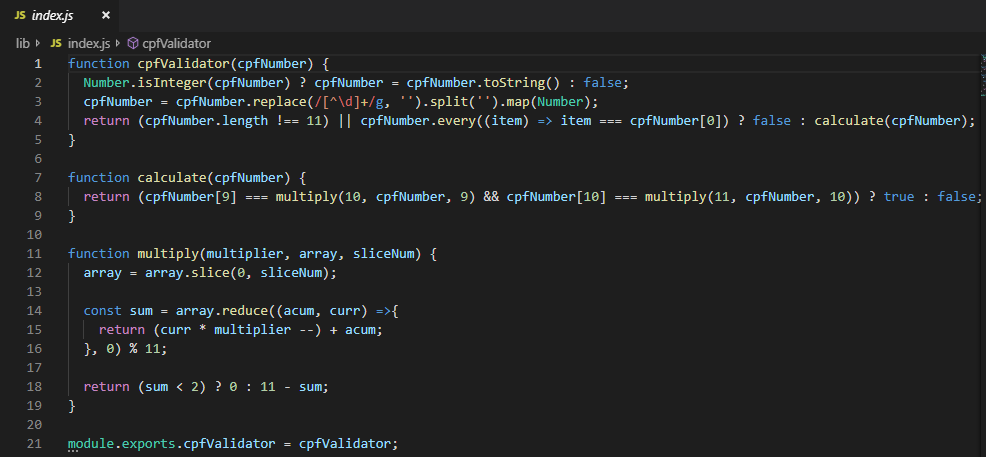 JS index.js ×
lib JS index.js cpfValidator
1 function cpfValidator(cpfNumber) {
2   Number.isInteger(cpfNumber) ? cpfNumber = cpfNumber.toString() : false;
3   cpfNumber = cpfNumber.replace(/[^\d]+/g, '').split('').map(Number);
4   return (cpfNumber.length !== 11) || cpfNumber.every((item) => item === cpfNumber[0]) ? false : calculate(cpfNumber);
5 }
6
7 function calculate(cpfNumber) {
8   return (cpfNumber[9] === multiply(10, cpfNumber, 9) && cpfNumber[10] === multiply(11, cpfNumber, 10)) ? true : false;
9 }
10
11 function multiply(multiplier, array, sliceNum) {
12   array = array.slice(0, sliceNum);
13
14   const sum = array.reduce((acum, curr) =>{
15     return (curr * multiplier --) + acum;
16   }, 0) % 11;
17
18   return (sum < 2) ? 0 : 11 - sum;
19 }
20
21 module.exports.cpfValidator = cpfValidator;